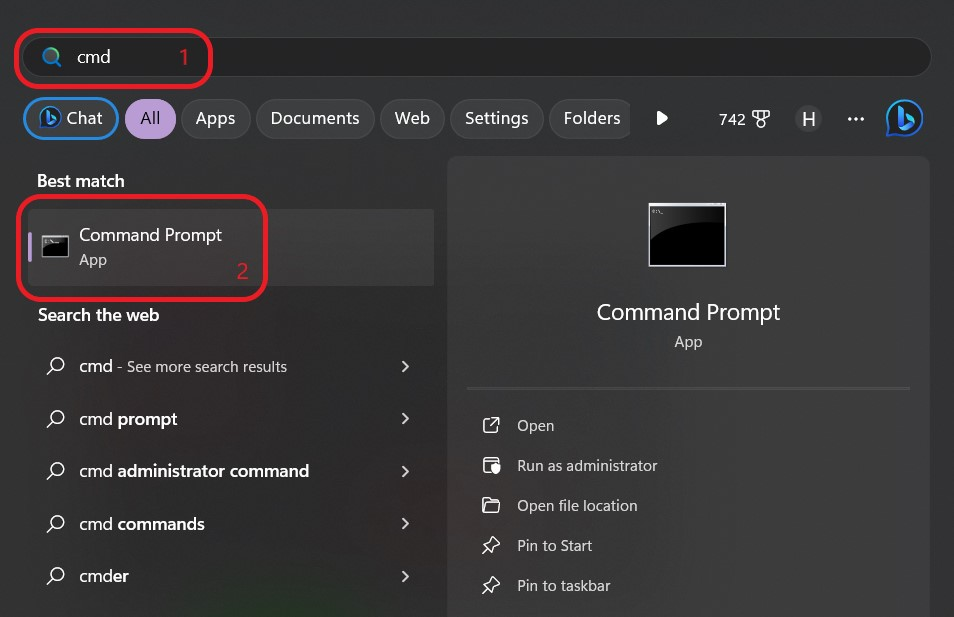 cmd 1
Chat All Apps Documents Web Settings Folders 742 H ...
Best match
Command Prompt
App
2
Search the web
cmd - See more search results
cmd prompt
cmd administrator command
cmd commands
cmder
Command Prompt
App
Open
Run as administrator
Open file location
Pin to Start
Pin to taskbar